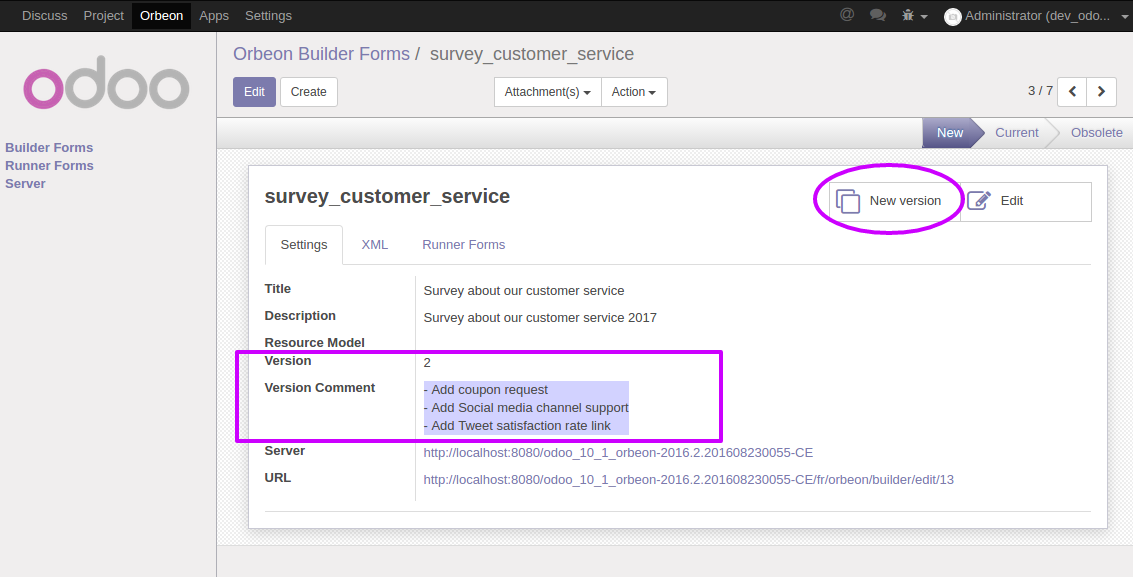 Discuss Project Orbeon Apps Settings @ Administrator (dev_odo...
odoo
Builder Forms
Runner Forms
Server
Orbeon Builder Forms / survey_customer_service
Edit Create Attachment(s) Action 3 / 7
New Current Obsolete
survey_customer_service
New version Edit
Settings XML Runner Forms
Title Survey about our customer service
Description Survey about our customer service 2017
Resource Model
Version 2
Version Comment - Add coupon request
- Add Social media channel support
- Add Tweet satisfaction rate link
Server http://localhost:8080/odoo_10_1_orbeon-2016.2.201608230055-CE
URL http://localhost:8080/odoo_10_1_orbeon-2016.2.201608230055-CE/fr/orbeon/builder/edit/13